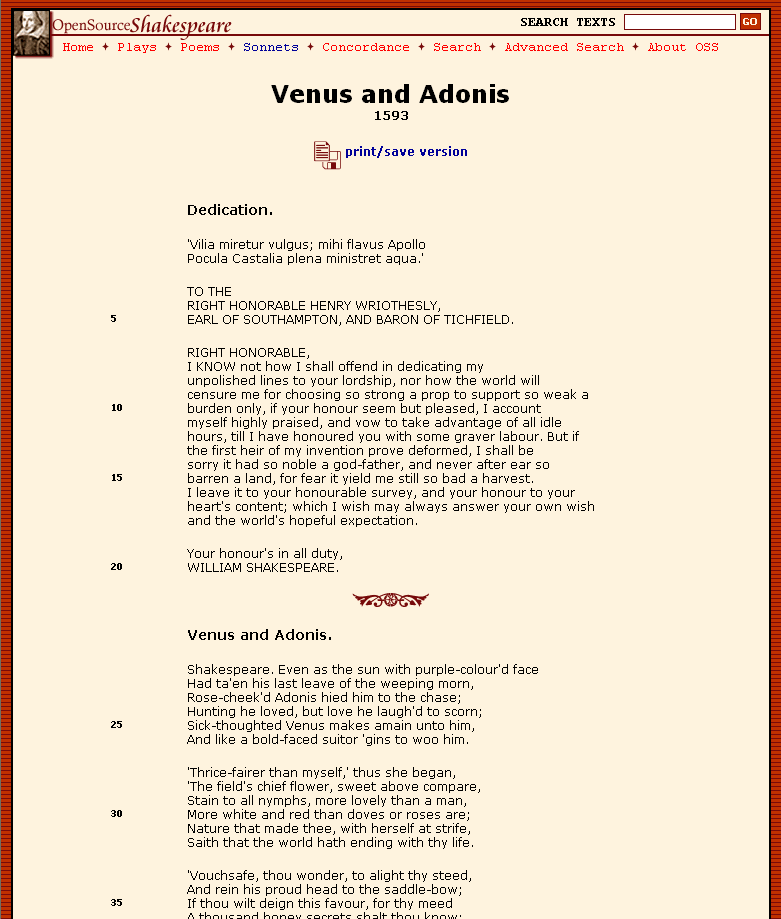 OpenSourceShakespeare
SEARCH TEXTS GO
Home ✦ Plays ✦ Poems ✦ Sonnets ✦ Concordance ✦ Search ✦ Advanced Search ✦ About OSS
Venus and Adonis
1593
print/save version
Dedication.
'Vilia miretur vulgus; mihi flavus Apollo
Pocula Castalia plena ministret aqua.'
TO THE
RIGHT HONORABLE HENRY WRIOTHESLY,
5 EARL OF SOUTHAMPTON, AND BARON OF TICHFIELD.
RIGHT HONORABLE,
I KNOW not how I shall offend in dedicating my
unpolished lines to your lordship, nor how the world will
censure me for choosing so strong a prop to support so weak a
10 burden only, if your honour seem but pleased, I account
myself highly praised, and vow to take advantage of all idle
hours, till I have honoured you with some graver labour. But if
the first heir of my invention prove deformed, I shall be
sorry it had so noble a god-father, and never after ear so
15 barren a land, for fear it yield me still so bad a harvest.
I leave it to your honourable survey, and your honour to your
heart's content; which I wish may always answer your own wish
and the world's hopeful expectation.
Your honour's in all duty,
20 WILLIAM SHAKESPEARE.
Venus and Adonis.
Shakespeare. Even as the sun with purple-colour'd face
Had ta'en his last leave of the weeping morn,
Rose-cheek'd Adonis hied him to the chase;
Hunting he loved, but love he laugh'd to scorn;
25 Sick-thoughted Venus makes amain unto him,
And like a bold-faced suitor 'gins to woo him.
'Thrice-fairer than myself,' thus she began,
'The field's chief flower, sweet above compare,
Stain to all nymphs, more lovely than a man,
30 More white and red than doves or roses are;
Nature that made thee, with herself at strife,
Saith that the world hath ending with thy life.
'Vouchsafe, thou wonder, to alight thy steed,
And rein his proud head to the saddle-bow;
35 If thou wilt deign this favour, for thy meed
A thousand honey secrets shalt thou know: